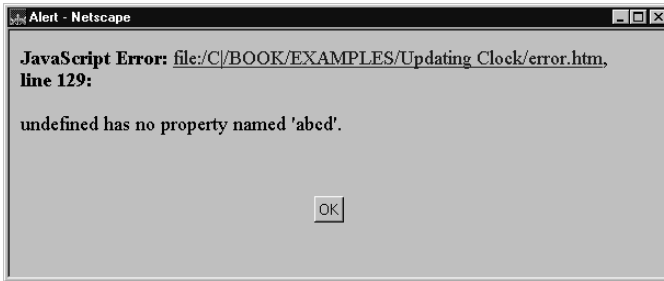 Alert - Netscape
JavaScript Error: file:/C|/BOOK/EXAMPLES/Updating Clock/error.htm,
line 129:
undefined has no property named 'abcd'.
OK